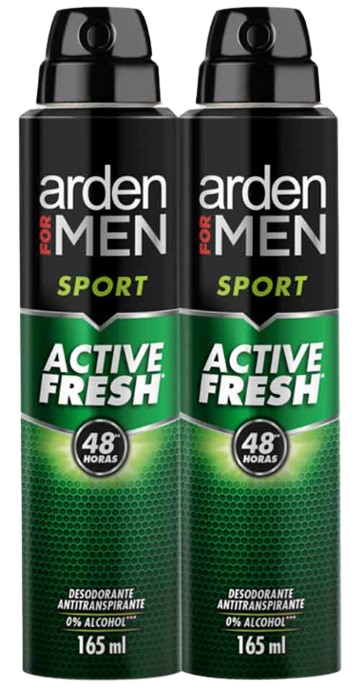 arden
FOR MEN
SPORT
ACTIVE
FRESH*
48**
HORAS
DESODORANTE
ANTITRANSPIRANTE
0% ALCOHOL***
165 ml
arden
FOR MEN
SPORT
ACTIVE
FRESH*
48**
HORAS
DESODORANTE
ANTITRANSPIRANTE
0% ALCOHOL***
165 ml